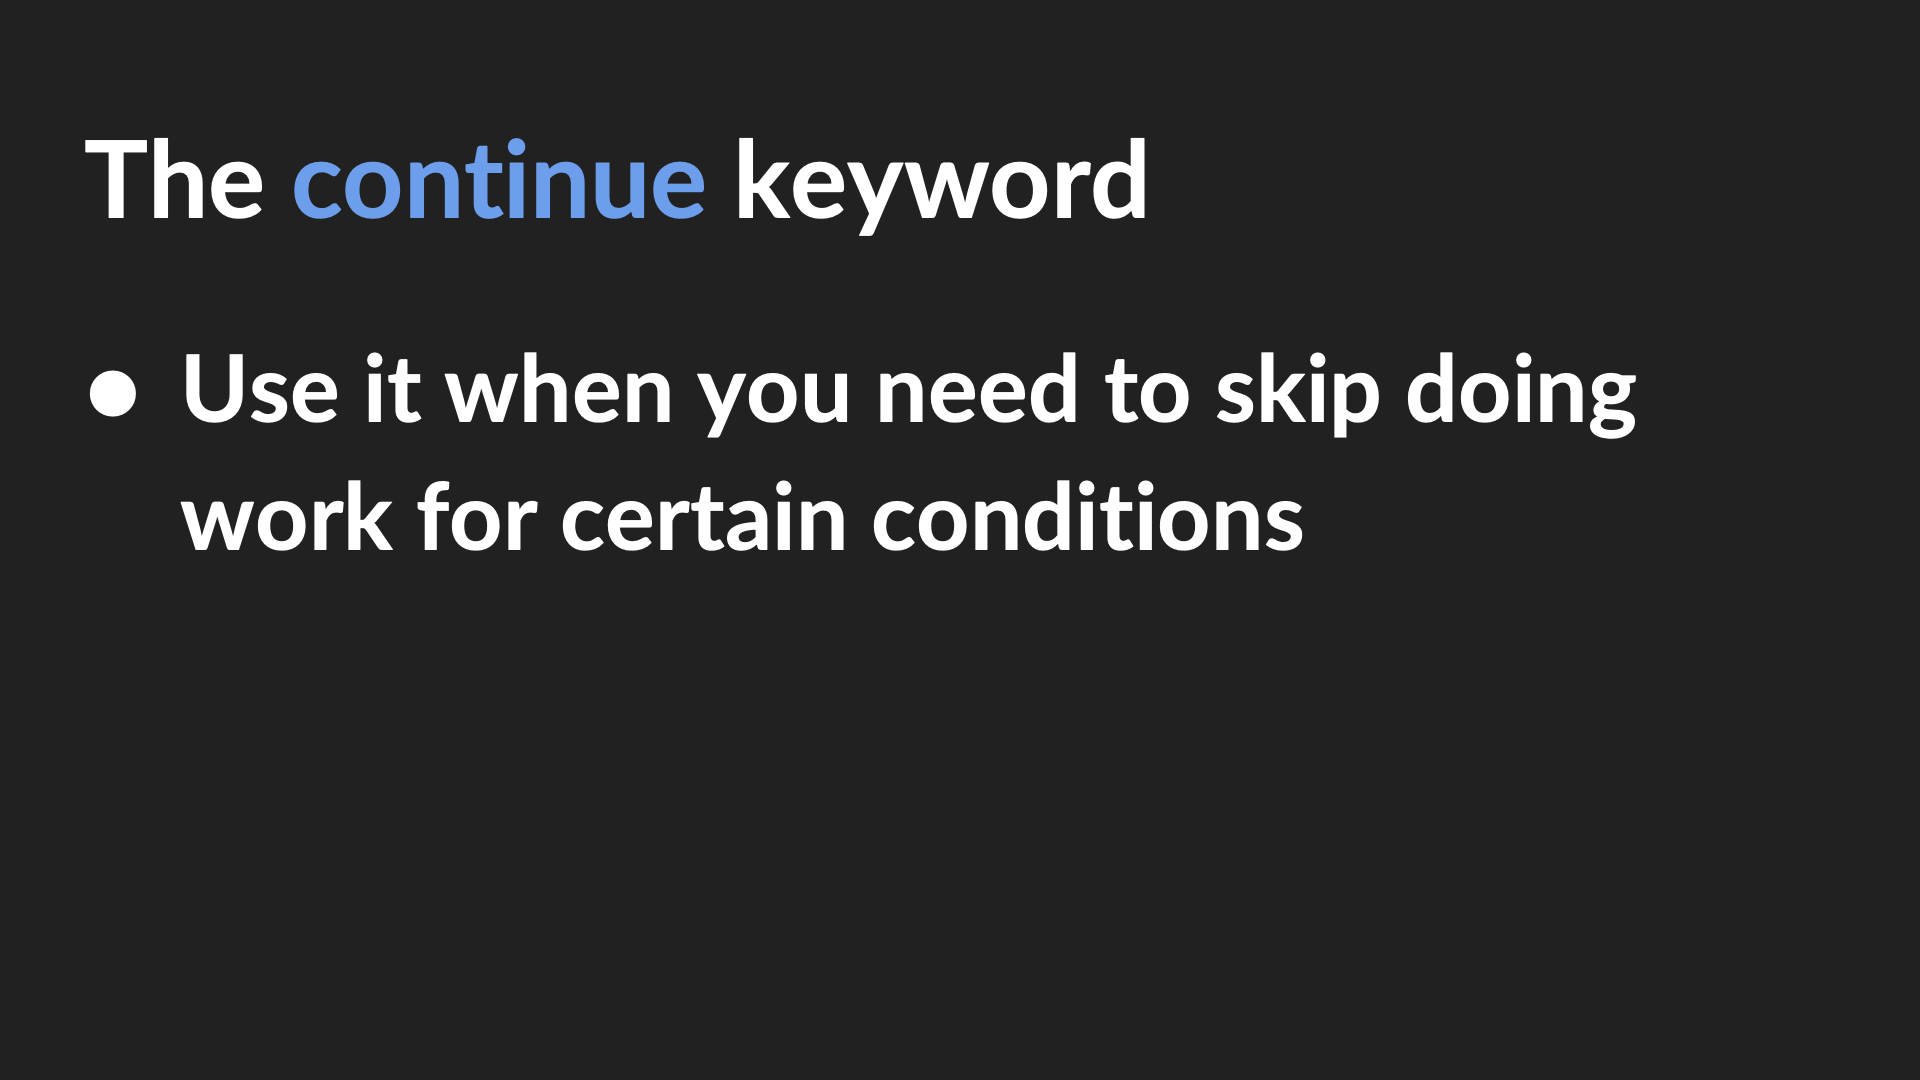 The continue keyword
● Use it when you need to skip doing
work for certain conditions